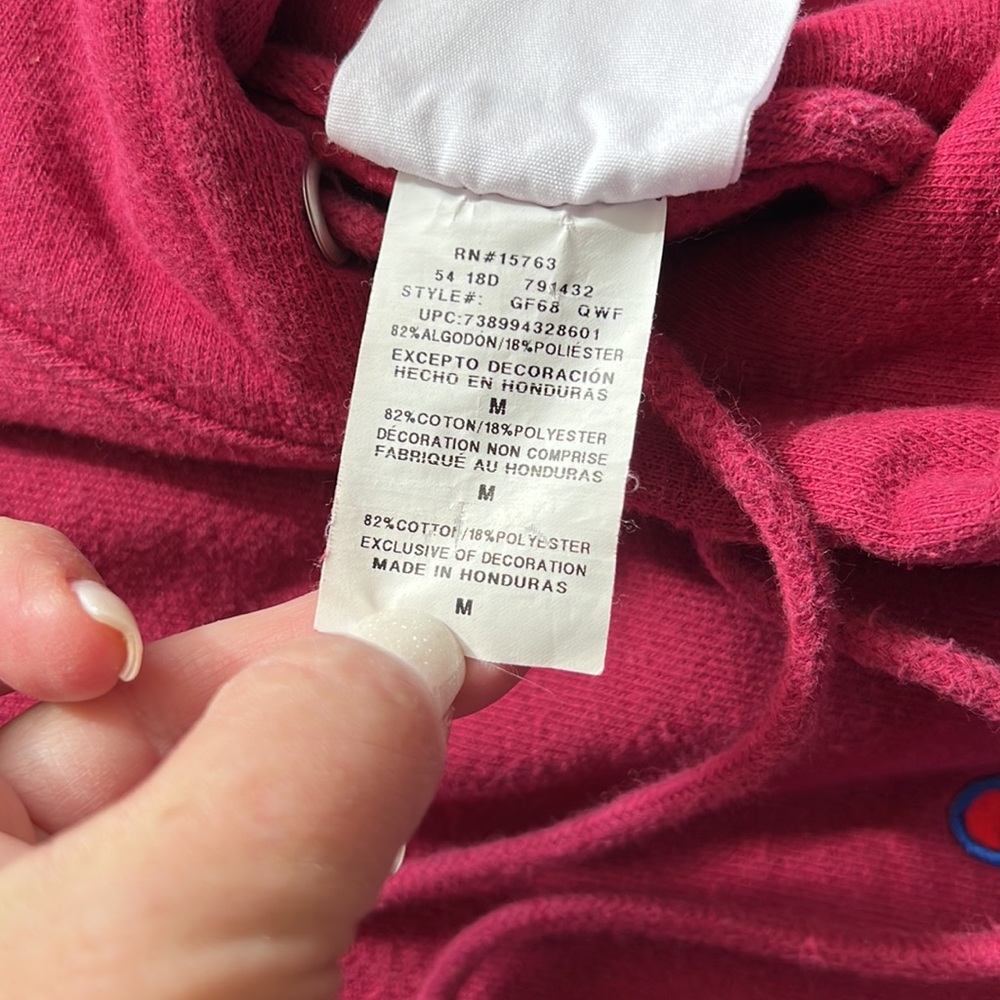 RN#15763
54 18D 791432
STYLE#: GF68 QWF
UPC:738994328601
82%ALGODÓN/18%POLIÉSTER
EXCEPTO DECORACIÓN
HECHO EN HONDURAS
M
82%COTON/18%POLYESTER
DÉCORATION NON COMPRISE
FABRIQUÉ AU HONDURAS
M
82%COTTON/18%POLYESTER
EXCLUSIVE OF DECORATION
MADE IN HONDURAS
M